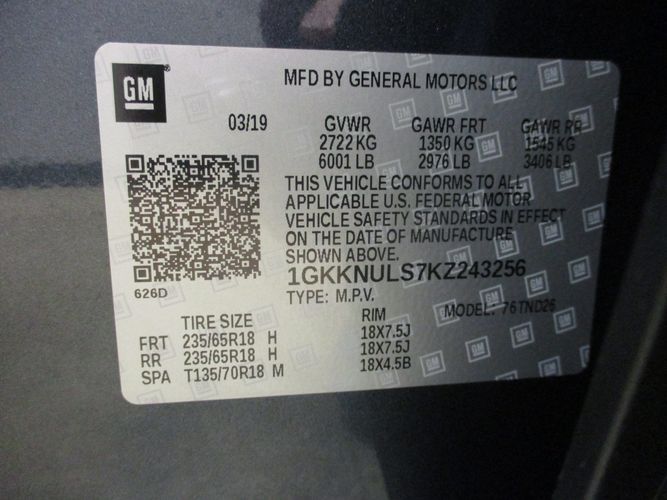 GM
MFD BY GENERAL MOTORS LLC
03/19 GVWR GAWR FRT GAWR RR
2722 KG 1350 KG 1545 KG
6001 LB 2976 LB 3406 LB
THIS VEHICLE CONFORMS TO ALL
APPLICABLE U.S. FEDERAL MOTOR
VEHICLE SAFETY STANDARDS IN EFFECT
ON THE DATE OF MANUFACTURE
SHOWN ABOVE.
1GKKNULS7KZ243256
626D
TYPE: M.P.V. MODEL: 76TND26
TIRE SIZE RIM
FRT 235/65R18 H 18X7.5J
RR 235/65R18 H 18X7.5J
SPA T135/70R18 M 18X4.5B